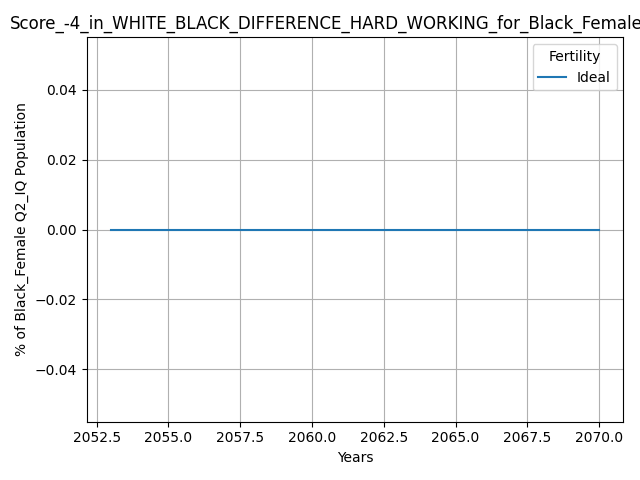 Score_-4_in_WHITE_BLACK_DIFFERENCE_HARD_WORKING_for_Black_Female
Fertility
Ideal
% of Black_Female Q2_IQ Population
0.04
0.02
0.00
−0.02
−0.04
2052.5 2055.0 2057.5 2060.0 2062.5 2065.0 2067.5 2070.0
Years